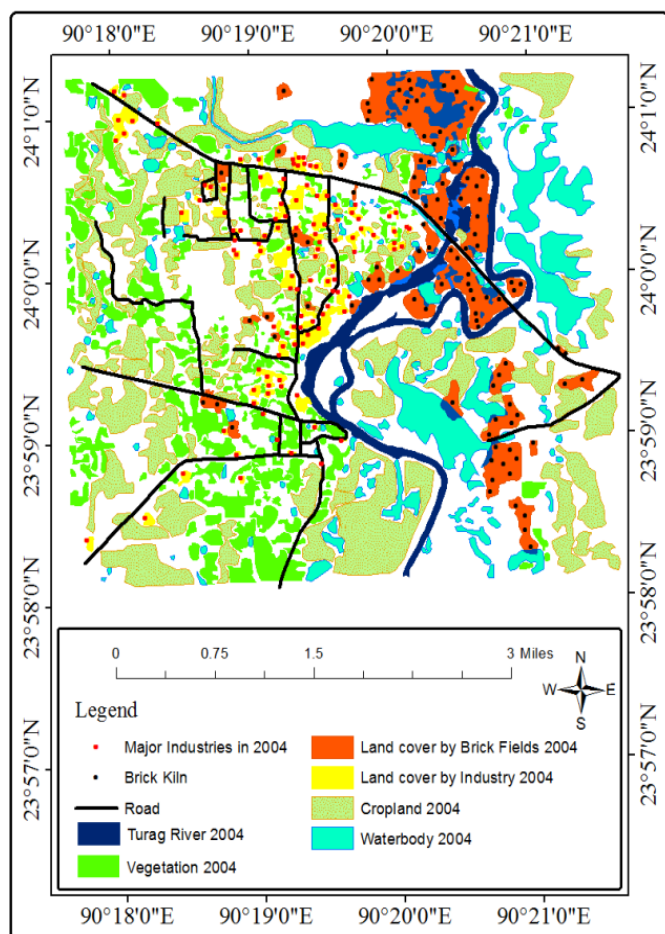 90°18'0"E 90°19'0"E 90°20'0"E 90°21'0"E
24°1'0"N 24°1'0"N
24°0'0"N 24°0'0"N
23°59'0"N 23°59'0"N
23°58'0"N 23°58'0"N
23°57'0"N 23°57'0"N
0 0.75 1.5 3 Miles
N
W E
S
Legend
Major Industries in 2004
Brick Kiln
Road
Turag River 2004
Vegetation 2004
Land cover by Brick Fields 2004
Land cover by Industry 2004
Cropland 2004
Waterbody 2004
90°18'0"E 90°19'0"E 90°20'0"E 90°21'0"E